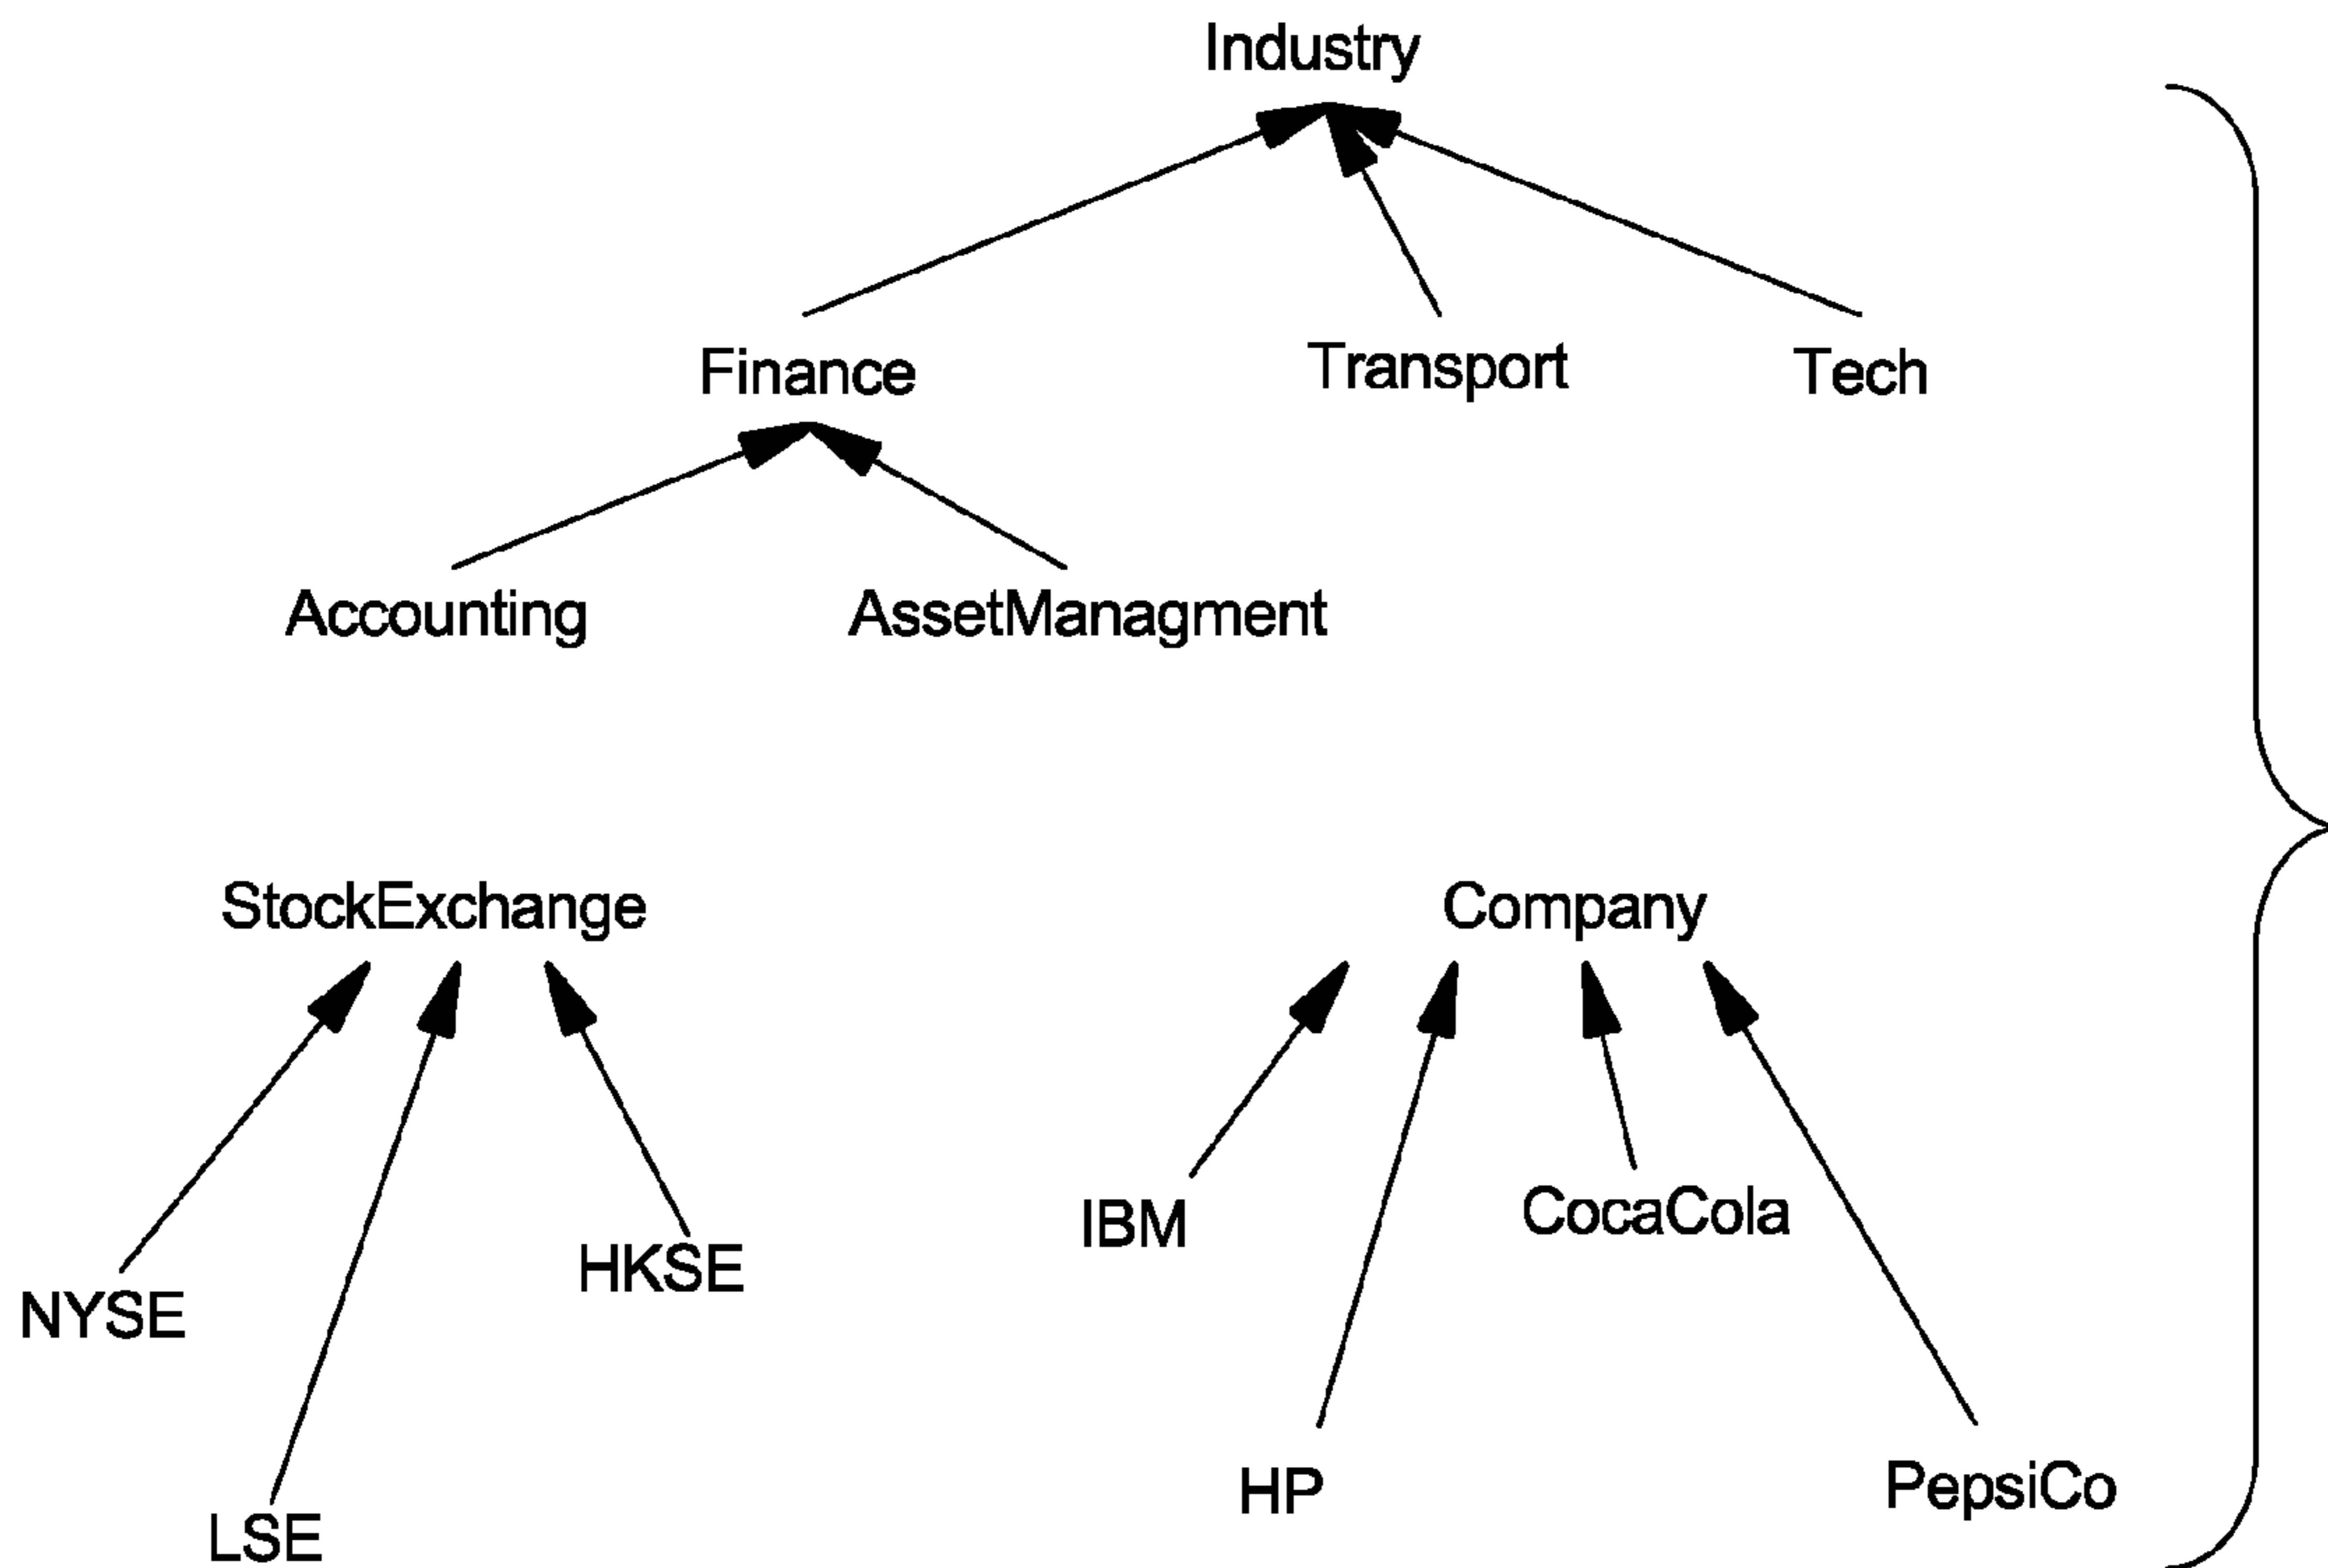 Industry
Finance
Transport
Tech
Accounting
AssetManagment
StockExchange
Company
IBM
CocaCola
HKSE
NYSE
HP
PepsiCo
LSE